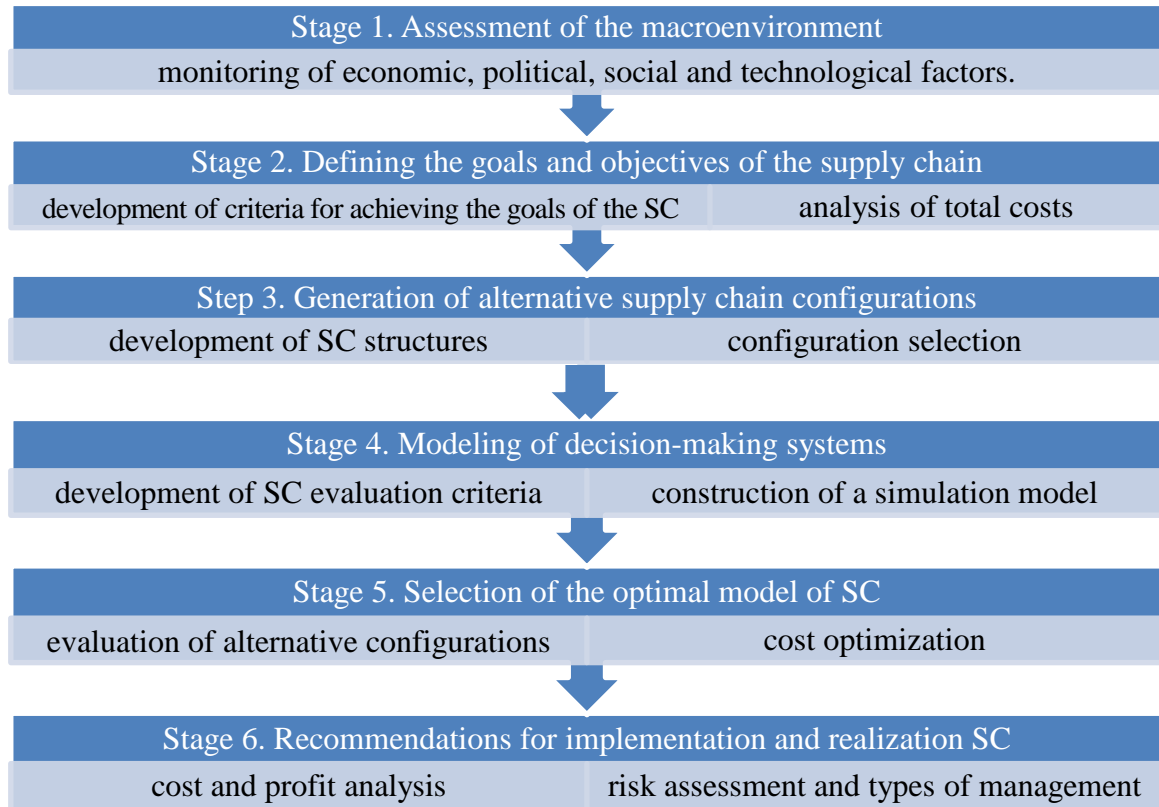 Stage 1. Assessment of the macroenvironment
monitoring of economic, political, social and technological factors.
Stage 2. Defining the goals and objectives of the supply chain
development of criteria for achieving the goals of the SC
analysis of total costs
Step 3. Generation of alternative supply chain configurations
development of SC structures
configuration selection
Stage 4. Modeling of decision-making systems
development of SC evaluation criteria
construction of a simulation model
Stage 5. Selection of the optimal model of SC
evaluation of alternative configurations
cost optimization
Stage 6. Recommendations for implementation and realization SC
cost and profit analysis
risk assessment and types of management